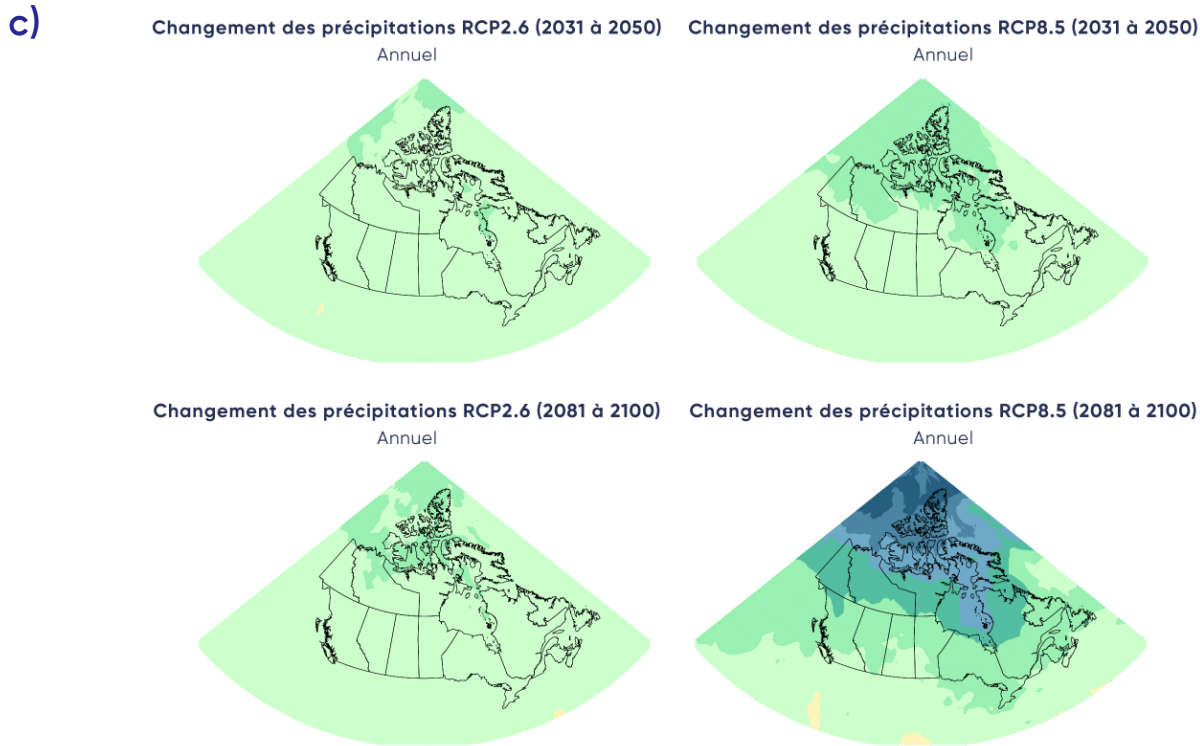 c)
Changement des précipitations RCP2.6 (2031 à 2050)
Annuel
Changement des précipitations RCP8.5 (2031 à 2050)
Annuel
Changement des précipitations RCP2.6 (2081 à 2100)
Annuel
Changement des précipitations RCP8.5 (2081 à 2100)
Annuel